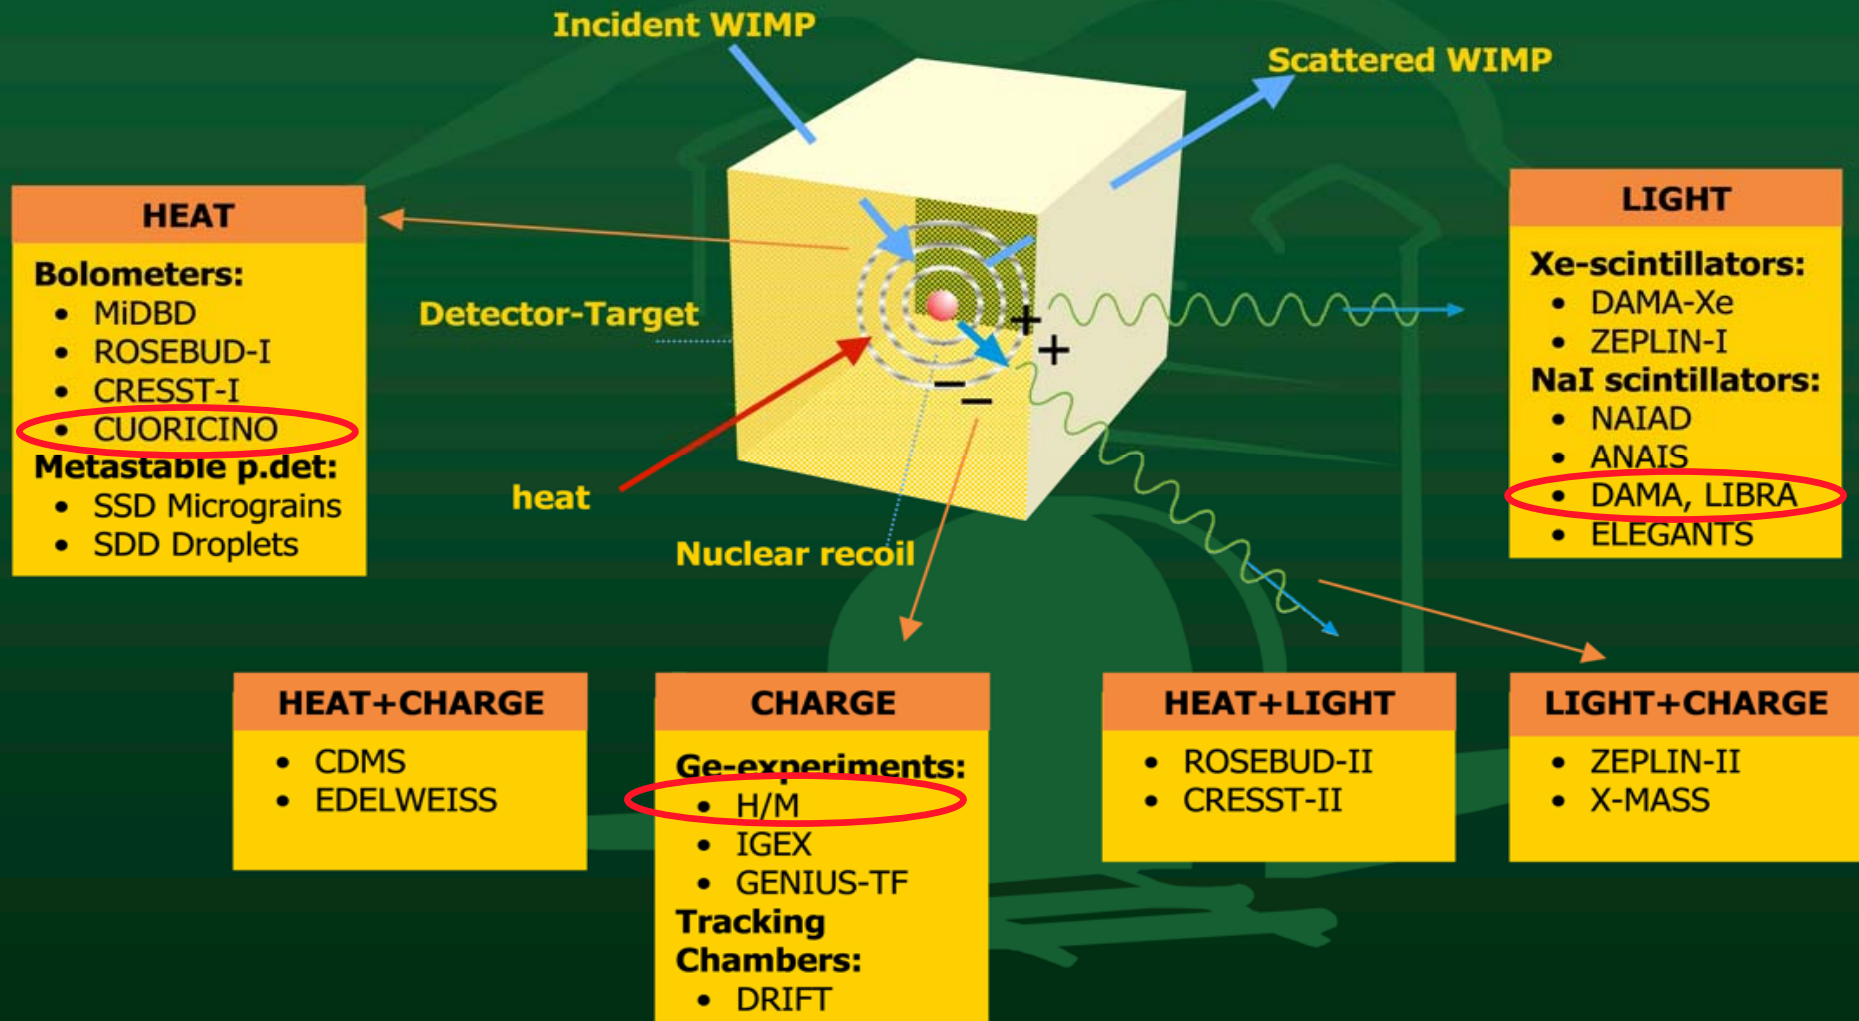 Incident WIMP
Scattered WIMP
HEAT
Bolometers:
• MiDBD
• ROSEBUD-I
• CRESST-I
• CUORICINO
Metastable p.det:
• SSD Micrograins
• SDD Droplets
Detector-Target
heat
Nuclear recoil
+
+
−
−
LIGHT
Xe-scintillators:
• DAMA-Xe
• ZEPLIN-I
NaI scintillators:
• NAIAD
• ANAIS
• DAMA, LIBRA
• ELEGANTS
HEAT+CHARGE
• CDMS
• EDELWEISS
CHARGE
Ge-experiments:
• H/M
• IGEX
• GENIUS-TF
Tracking
Chambers:
• DRIFT
HEAT+LIGHT
• ROSEBUD-II
• CRESST-II
LIGHT+CHARGE
• ZEPLIN-II
• X-MASS